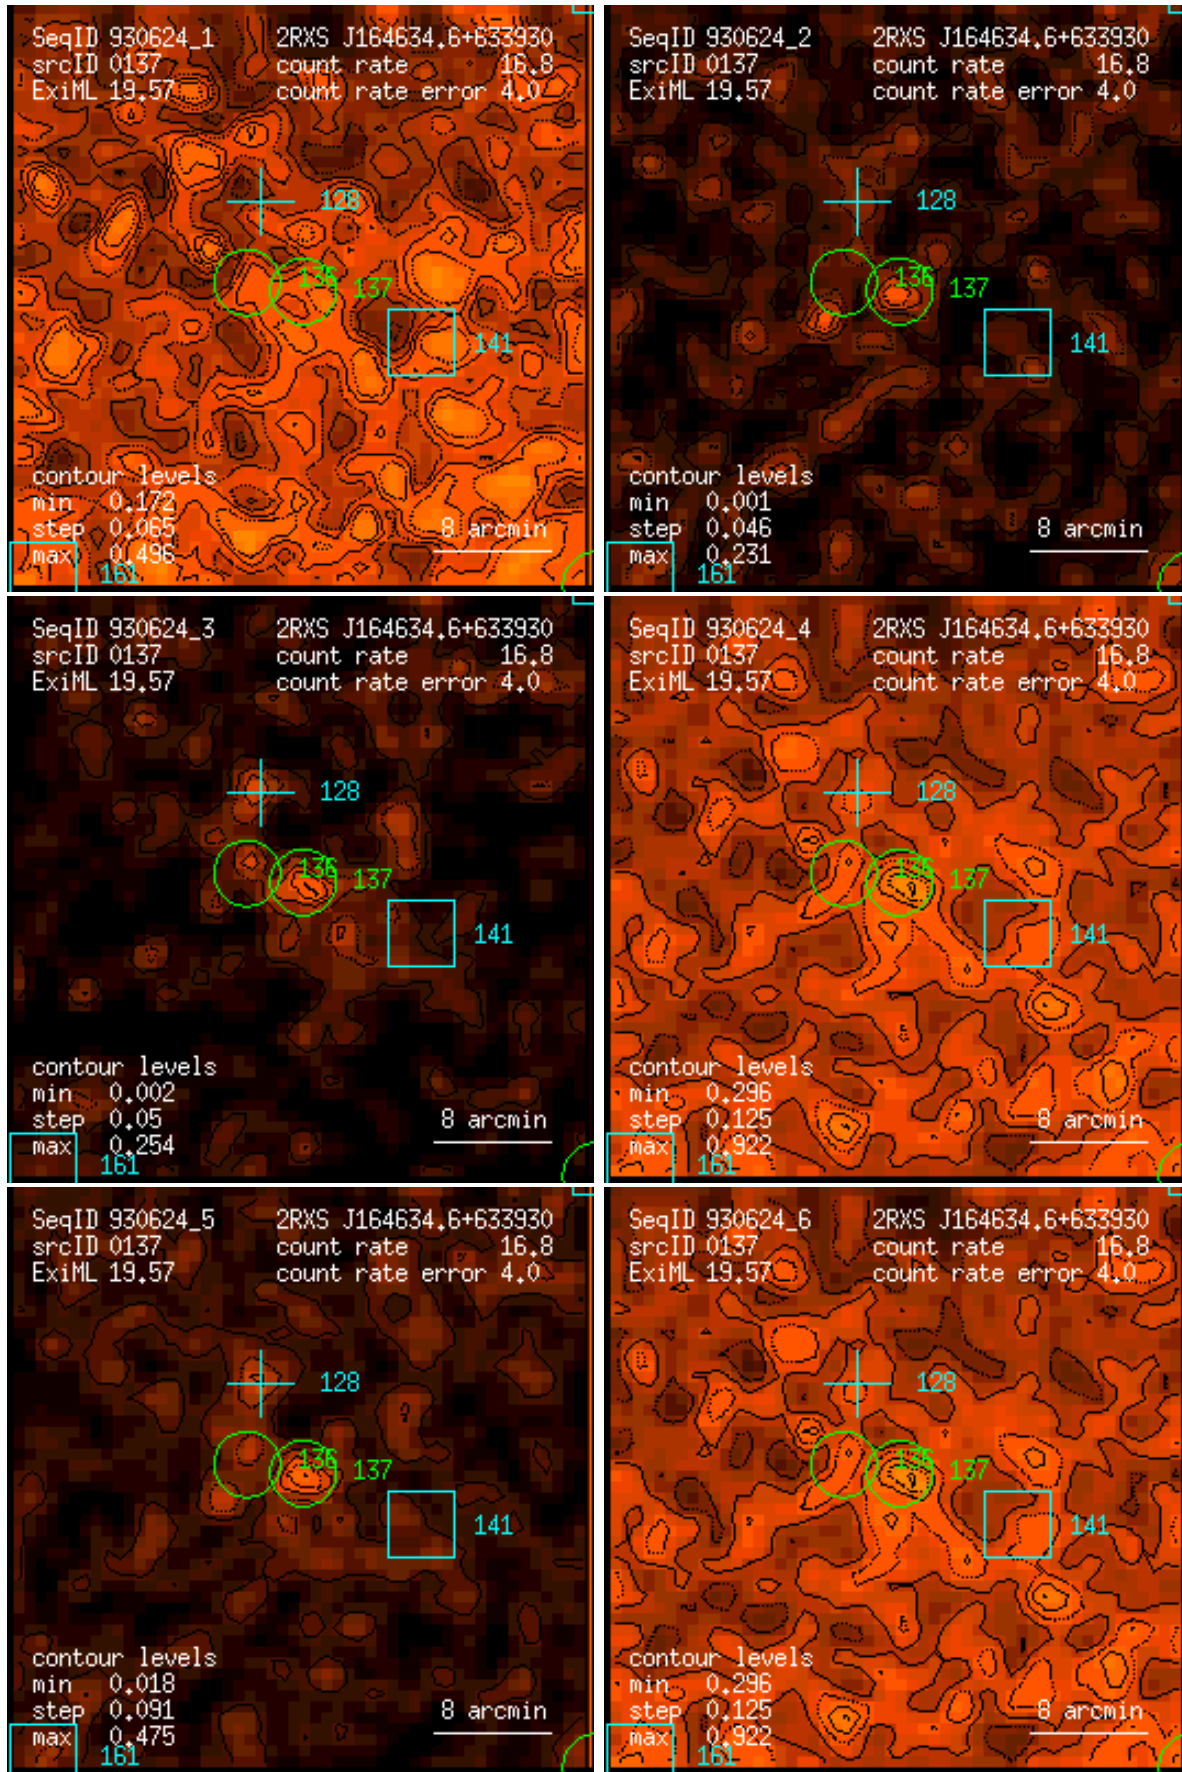 SeqID 930624_1 2RXS J164634.6+633930
srcID 0137 count rate 16.8
ExiML 19.57 count rate error 4.0
128
136
137
141
contour levels
min 0.172
step 0.065
max 0.496
8 arcmin
161
SeqID 930624_2 2RXS J164634.6+633930
srcID 0137 count rate 16.8
ExiML 19.57 count rate error 4.0
128
136
137
141
contour levels
min 0.001
step 0.046
max 0.231
8 arcmin
161
SeqID 930624_3 2RXS J164634.6+633930
srcID 0137 count rate 16.8
ExiML 19.57 count rate error 4.0
128
136
137
141
contour levels
min 0.002
step 0.05
max 0.254
8 arcmin
161
SeqID 930624_4 2RXS J164634.6+633930
srcID 0137 count rate 16.8
ExiML 19.57 count rate error 4.0
128
136
137
141
contour levels
min 0.296
step 0.125
max 0.922
8 arcmin
161
SeqID 930624_5 2RXS J164634.6+633930
srcID 0137 count rate 16.8
ExiML 19.57 count rate error 4.0
128
136
137
141
contour levels
min 0.018
step 0.091
max 0.475
8 arcmin
161
SeqID 930624_6 2RXS J164634.6+633930
srcID 0137 count rate 16.8
ExiML 19.57 count rate error 4.0
128
136
137
141
contour levels
min 0.296
step 0.125
max 0.922
8 arcmin
161